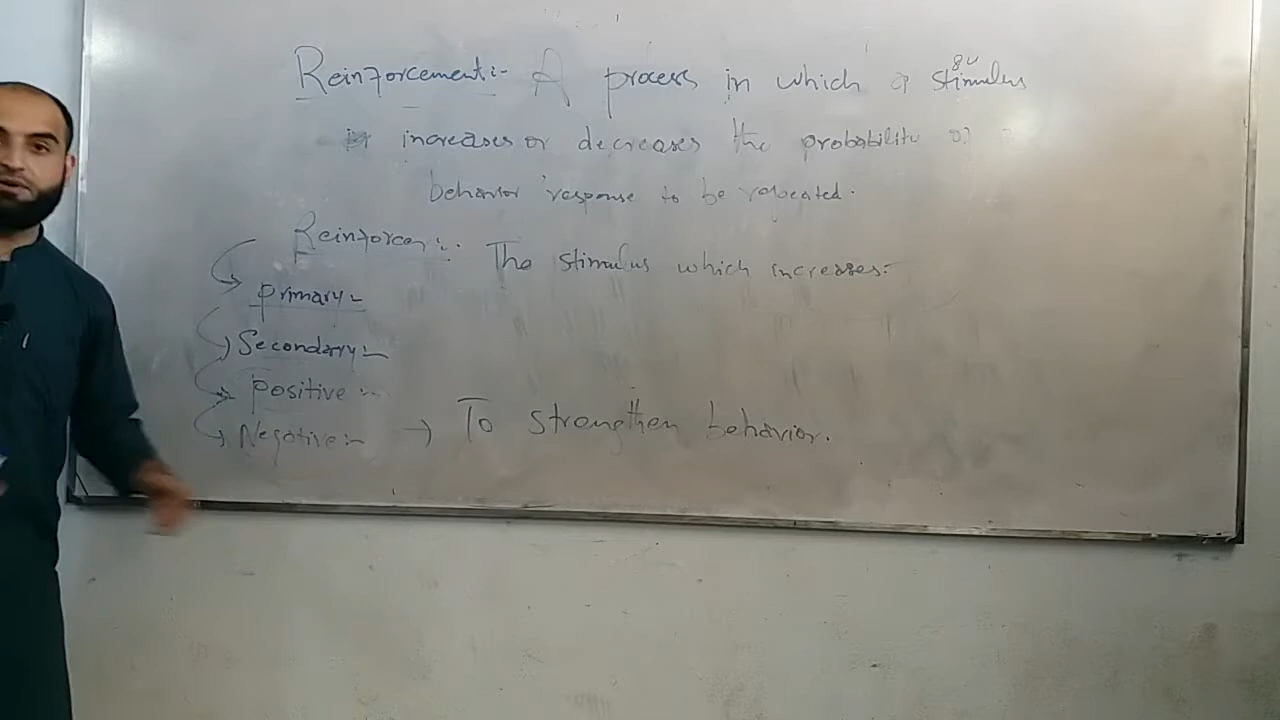 Reinforcement:- A process in which a stimulus
increases or decreases the probability of
behavior response to be repeated.
Reinforcer:- The stimulus which increases:-
Primary:-
Secondary:-
Positive:-
Negative:- → To strengthen behavior.